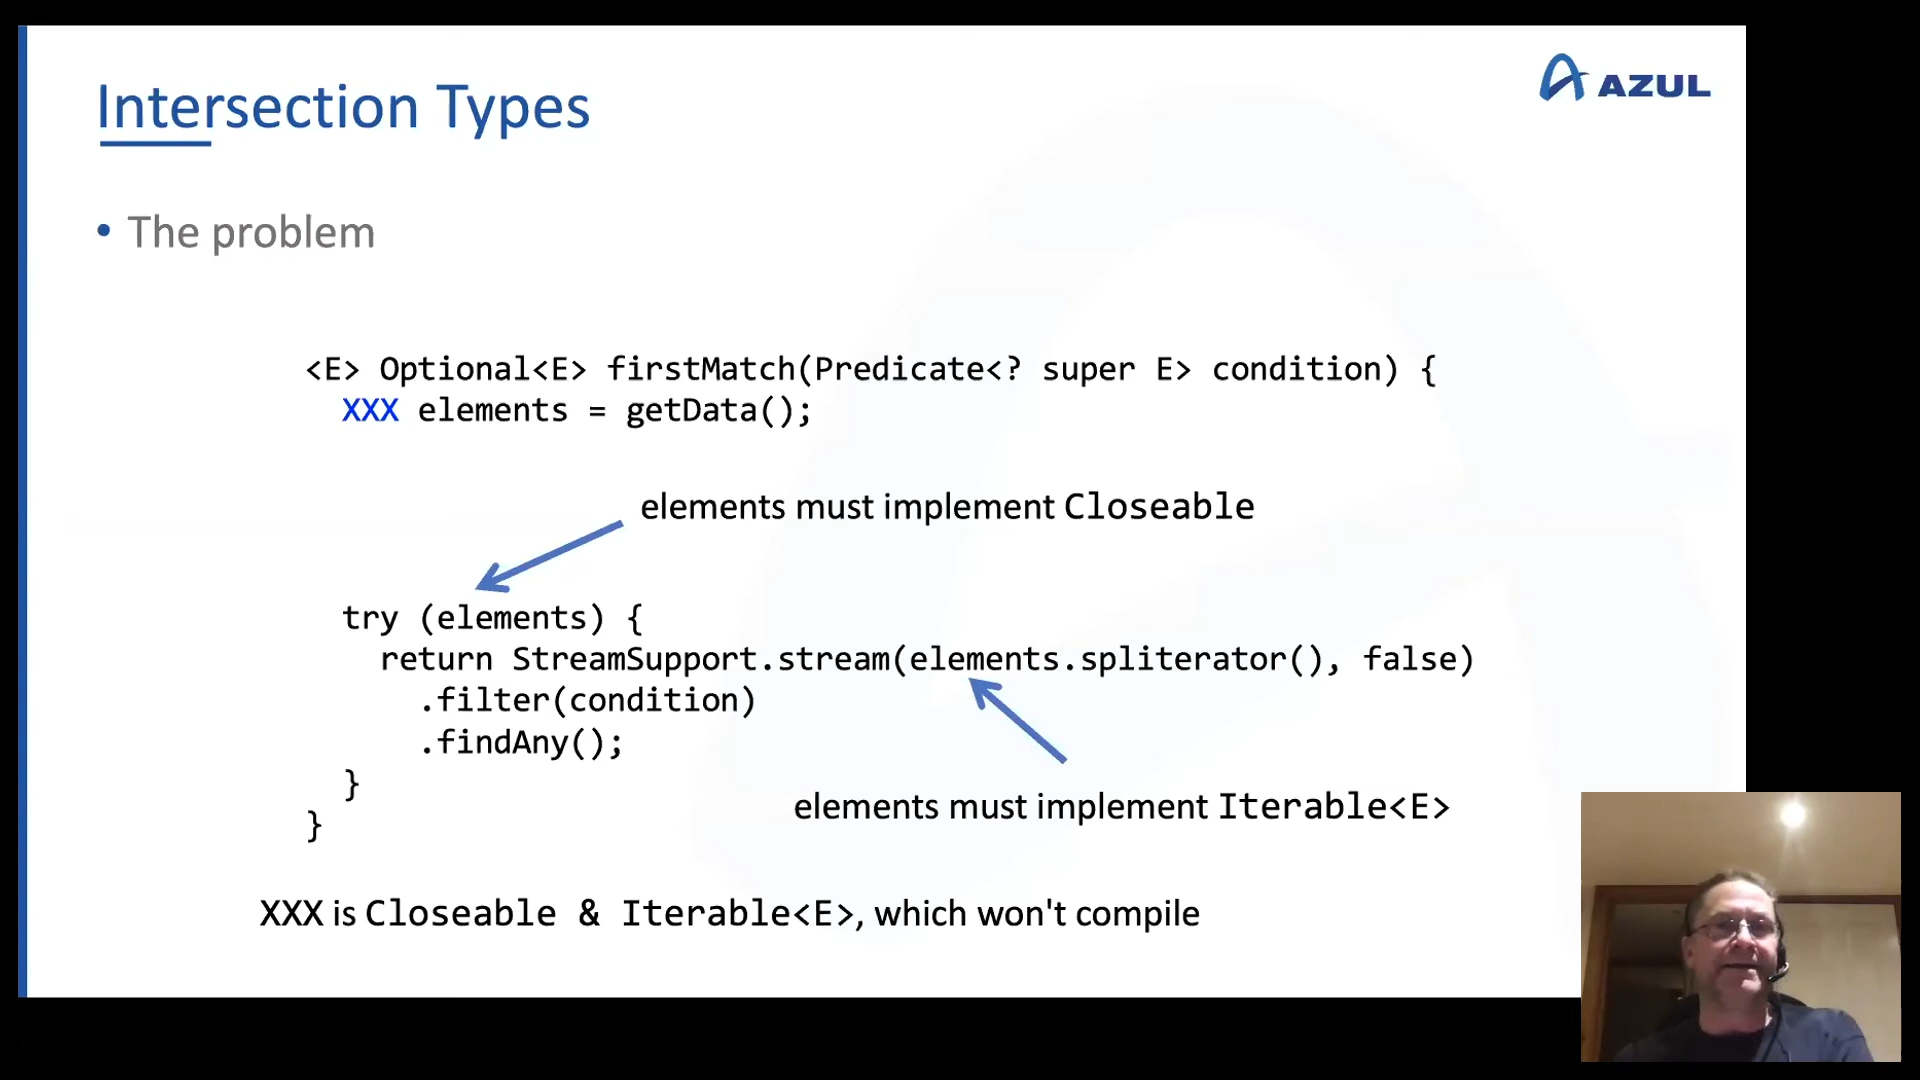 Intersection Types
AZUL
• The problem
<E> Optional<E> firstMatch(Predicate<? super E> condition) {
XXX elements = getData();
elements must implement Closeable
try (elements) {
return StreamSupport.stream(elements.spliterator(), false)
.filter(condition)
.findAny();
}
elements must implement Iterable<E>
}
XXX is Closeable & Iterable<E>, which won't compile